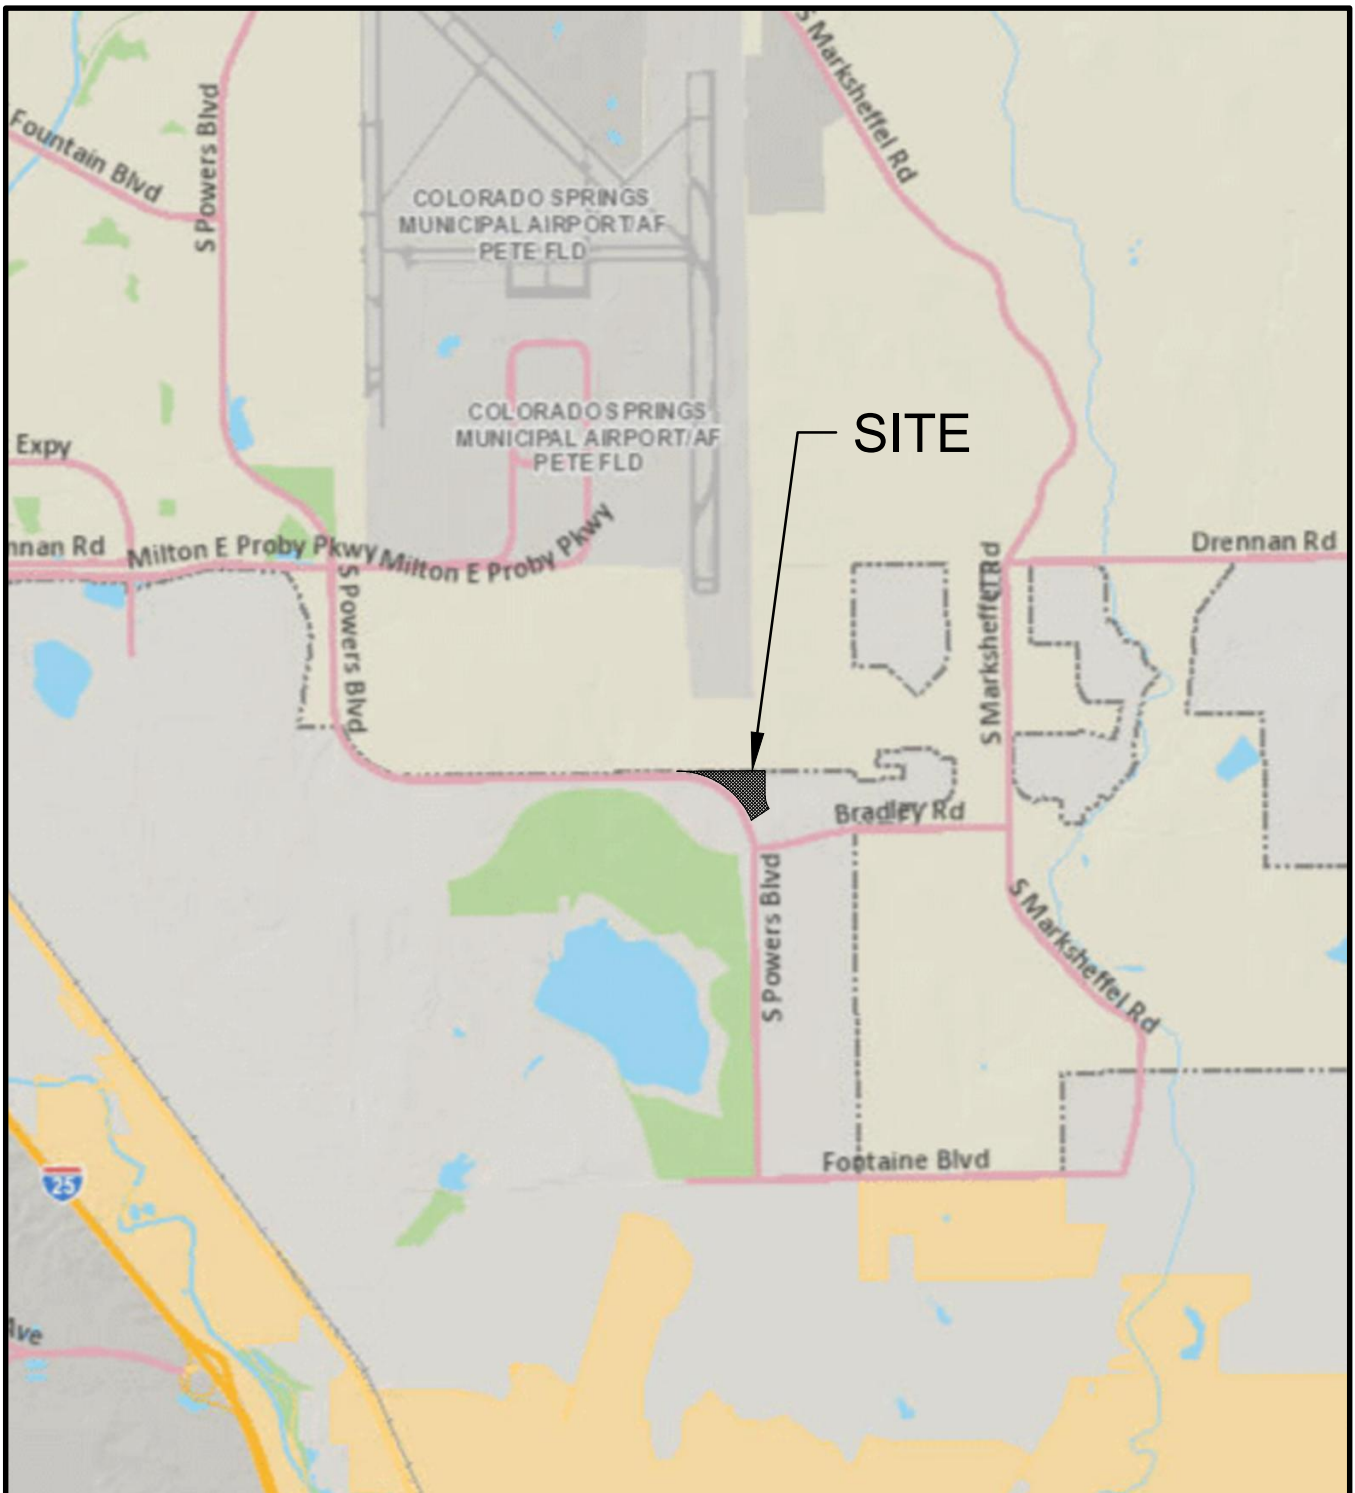 S Marksheffel Rd
S Powers Blvd
Fountain Blvd
COLORADO SPRINGS
MUNICIPAL AIRPORT/AF
PETE FLD
COLORADO SPRINGS
MUNICIPAL AIRPORT/AF
PETE FLD
SITE
Expy
nnan Rd
Milton E Proby Pkwy
Milton E Proby Pkwy
Drennan Rd
S Powers Blvd
S Marksheffel Rd
Bradley Rd
S Powers Blvd
S Marksheffel Rd
Fontaine Blvd
25
Ave